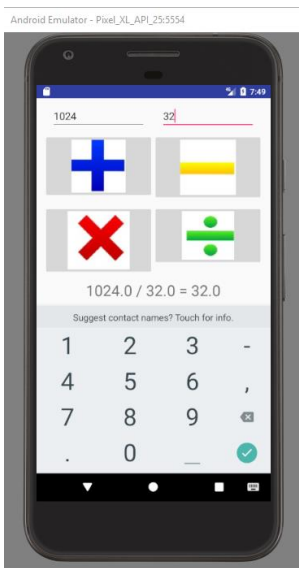 Android Emulator - Pixel_XL_API_25:5554
7:49
1024 32
1024.0 / 32.0 = 32.0
Suggest contact names? Touch for info.
1 2 3 -
4 5 6 ,
7 8 9
. 0 _